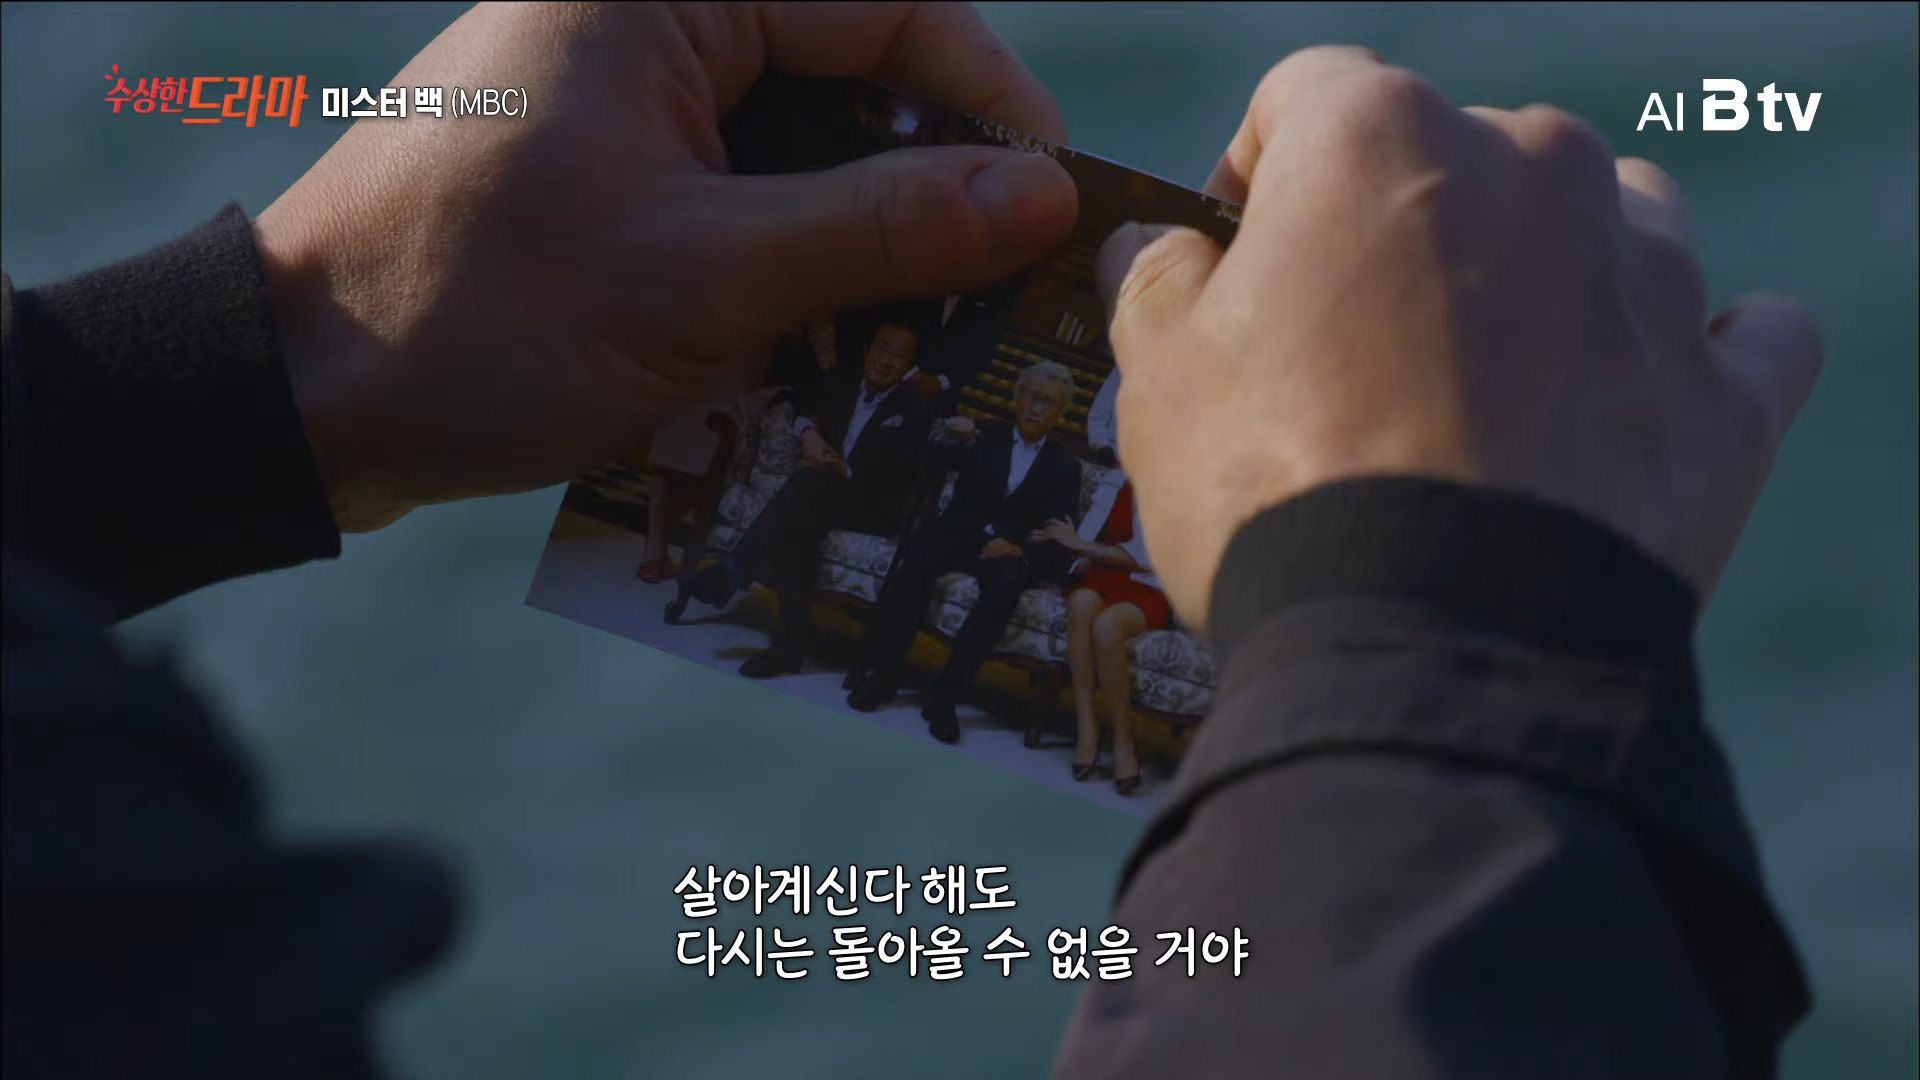 수상한드라마 미스터 백 (MBC)
AI B tv
살아계신다 해도
다시는 돌아올 수 없을 거야